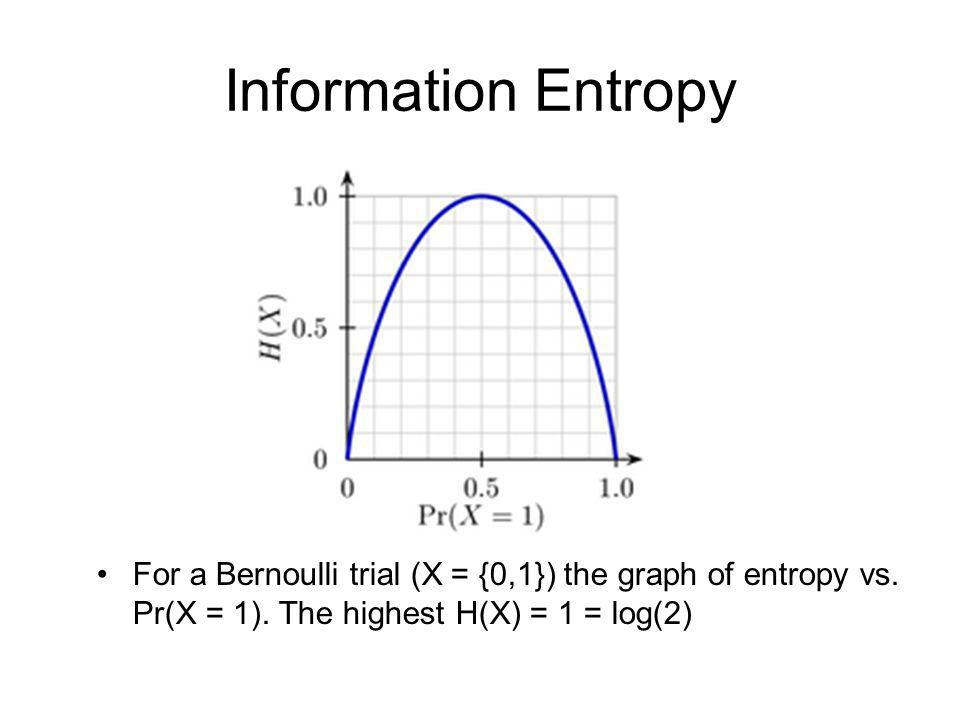 Information Entropy
1.0
H(X)
0.5
0
0 0.5 1.0
Pr(X = 1)
• For a Bernoulli trial (X = {0,1}) the graph of entropy vs.
Pr(X = 1). The highest H(X) = 1 = log(2)